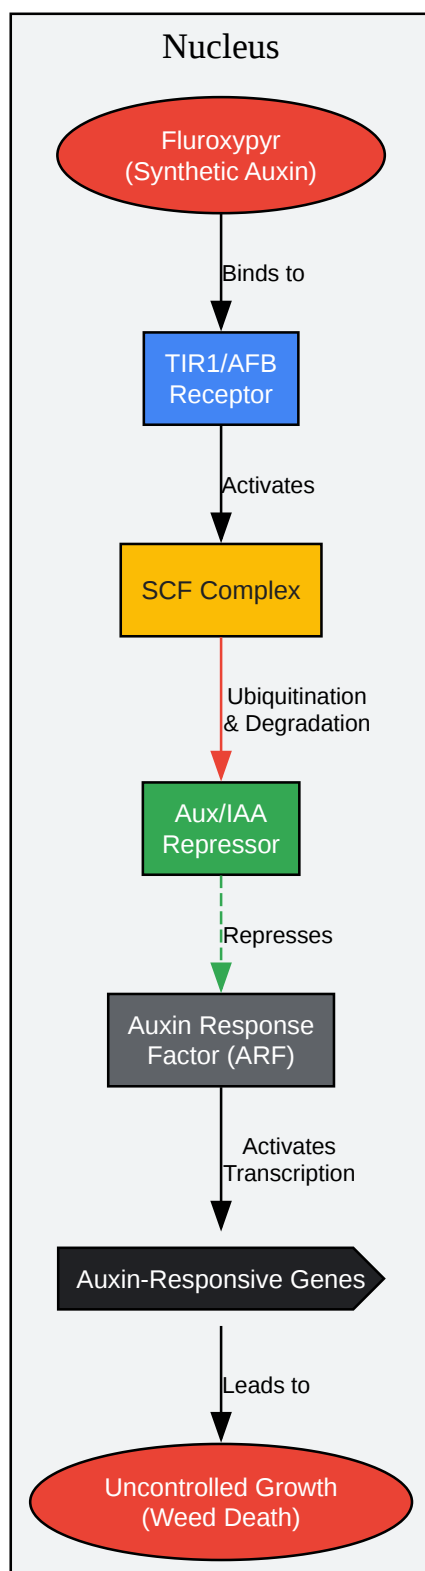 Nucleus
Fluroxypyr
(Synthetic Auxin)
Binds to
TIR1/AFB
Receptor
Activates
SCF Complex
Ubiquitination
& Degradation
Aux/IAA
Repressor
Represses
Auxin Response
Factor (ARF)
Activates
Transcription
Auxin-Responsive Genes
Leads to
Uncontrolled Growth
(Weed Death)